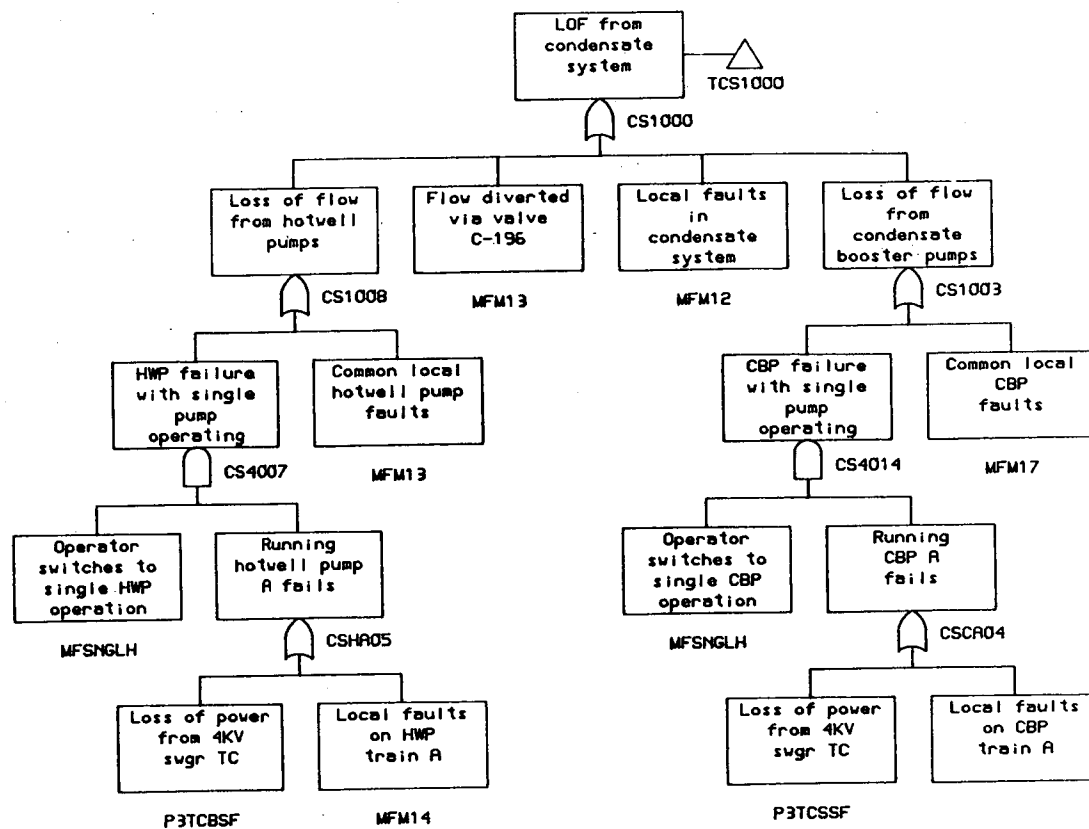 LOF from
condensate
system
TCS1000
CS1000
Loss of flow
from hotwell
pumps
Flow diverted
via valve
C-196
Local faults
in
condensate
system
Loss of flow
from
condensate
booster pumps
CS1008
MFM13
MFM12
CS1003
HWP failure
with single
pump
operating
Common local
hotwell pump
faults
CBP failure
with single
pump
operating
Common local
CBP
faults
CS4007
MFM13
CS4014
MFM17
Operator
switches to
single HWP
operation
Running
hotwell pump
A fails
Operator
switches to
single CBP
operation
Running
CBP A
fails
MFSNGLH
CSHA05
MFSNGLH
CSCA04
Loss of power
from 4KV
swgr TC
Local faults
on HWP
train A
Loss of power
from 4KV
swgr TC
Local faults
on CBP
train A
P3TCBSF
MFM14
P3TCSSF